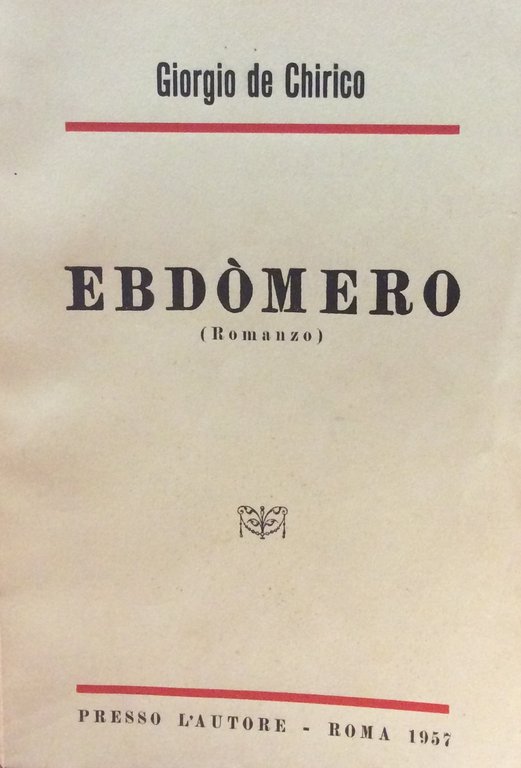 Giorgio de Chirico
EBDÒMERO
(Romanzo)
PRESSO L'AUTORE - ROMA 1957